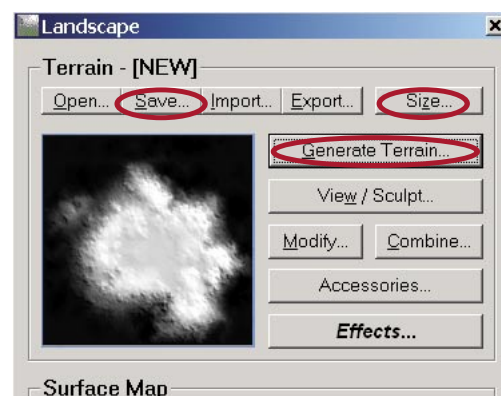 Landscape
Terrain - [NEW]
Open... Save... Import... Export... Size...
Generate Terrain...
View / Sculpt...
Modify... Combine...
Accessories...
Effects...
Surface Map